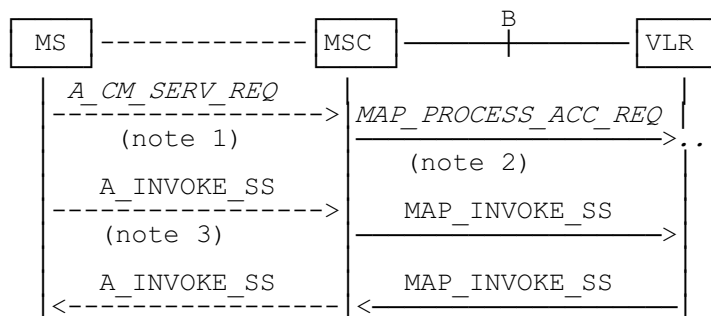 B
MS MSC VLR
A_CM_SERV_REQ
MAP_PROCESS_ACC_REQ
(note 1)
..
(note 2)
A_INVOKE_SS
MAP_INVOKE_SS
(note 3)
A_INVOKE_SS MAP_INVOKE_SS